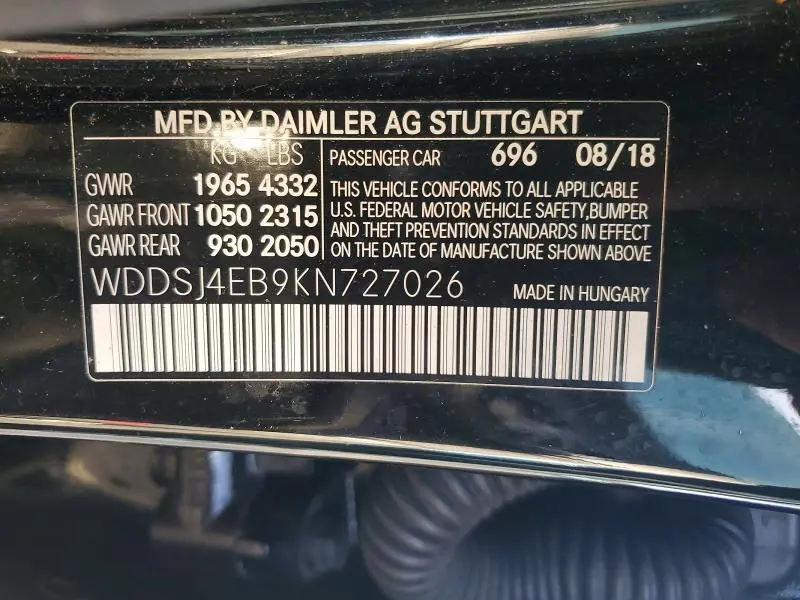 MFD.BY DAIMLER AG STUTTGART
KG LBS
GVWR 1965 4332
GAWR FRONT 1050 2315
GAWR REAR 930 2050
PASSENGER CAR 696 08/18
THIS VEHICLE CONFORMS TO ALL APPLICABLE
U.S. FEDERAL MOTOR VEHICLE SAFETY,BUMPER
AND THEFT PREVENTION STANDARDS IN EFFECT
ON THE DATE OF MANUFACTURE SHOWN ABOVE
WDDSJ4EB9KN727026
MADE IN HUNGARY